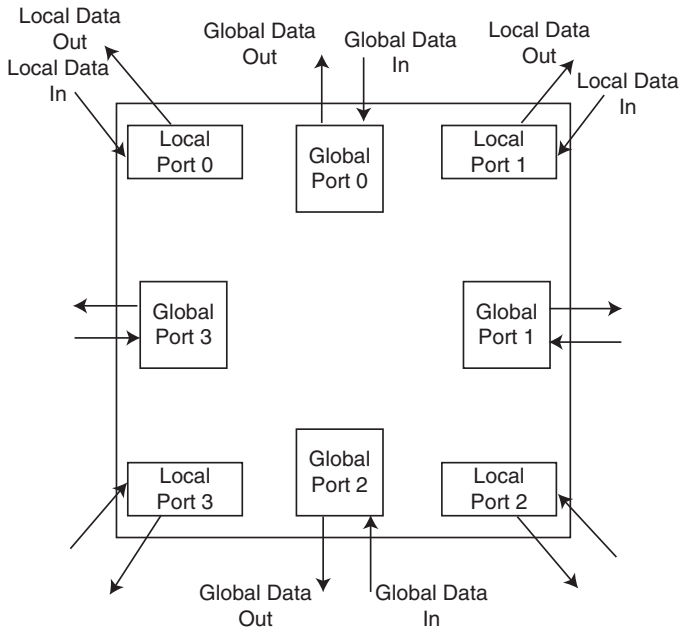 Local Data
Out
Local Data
In
Global Data
Out
Global Data
In
Local Data
Out
Local Data
In
Local
Port 0
Global
Port 0
Local
Port 1
Global
Port 3
Global
Port 1
Local
Port 3
Global
Port 2
Local
Port 2
Global Data
Out
Global Data
In